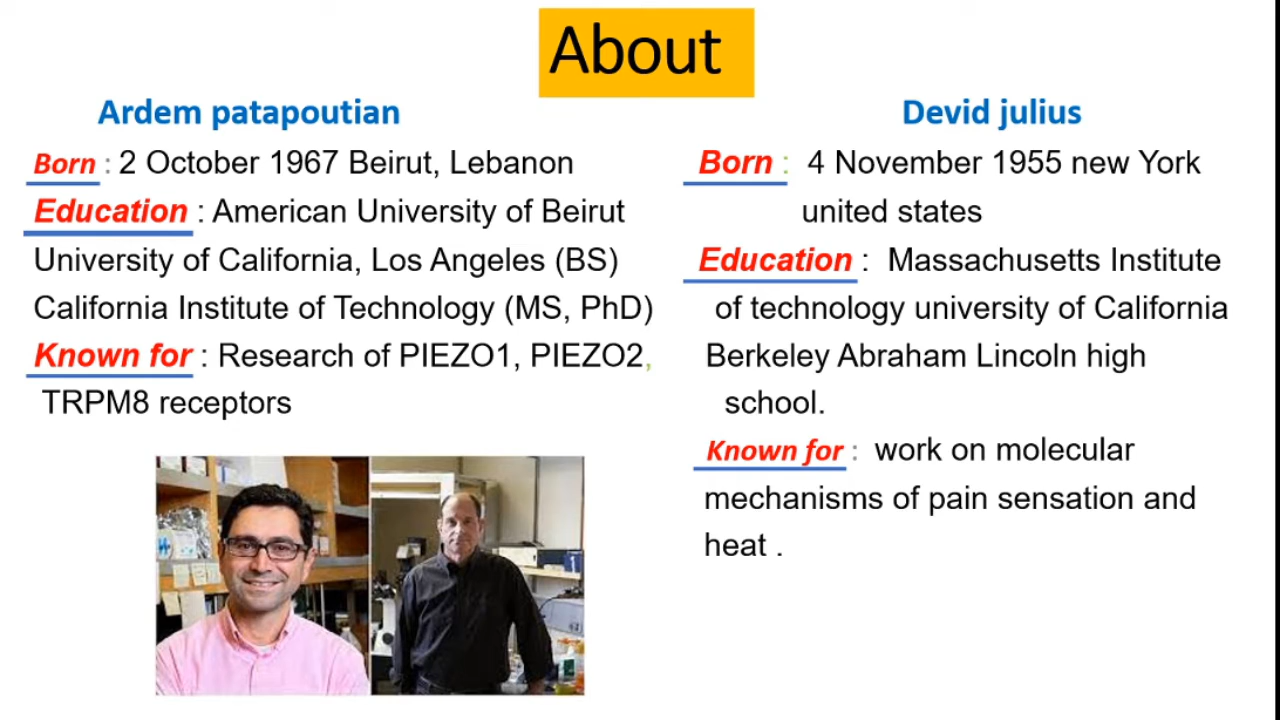 About
Ardem patapoutian
Born : 2 October 1967 Beirut, Lebanon
Education : American University of Beirut
University of California, Los Angeles (BS)
California Institute of Technology (MS, PhD)
Known for : Research of PIEZO1, PIEZO2,
TRPM8 receptors
Devid julius
Born : 4 November 1955 new York
united states
Education : Massachusetts Institute
of technology university of California
Berkeley Abraham Lincoln high
school.
Known for : work on molecular
mechanisms of pain sensation and
heat .